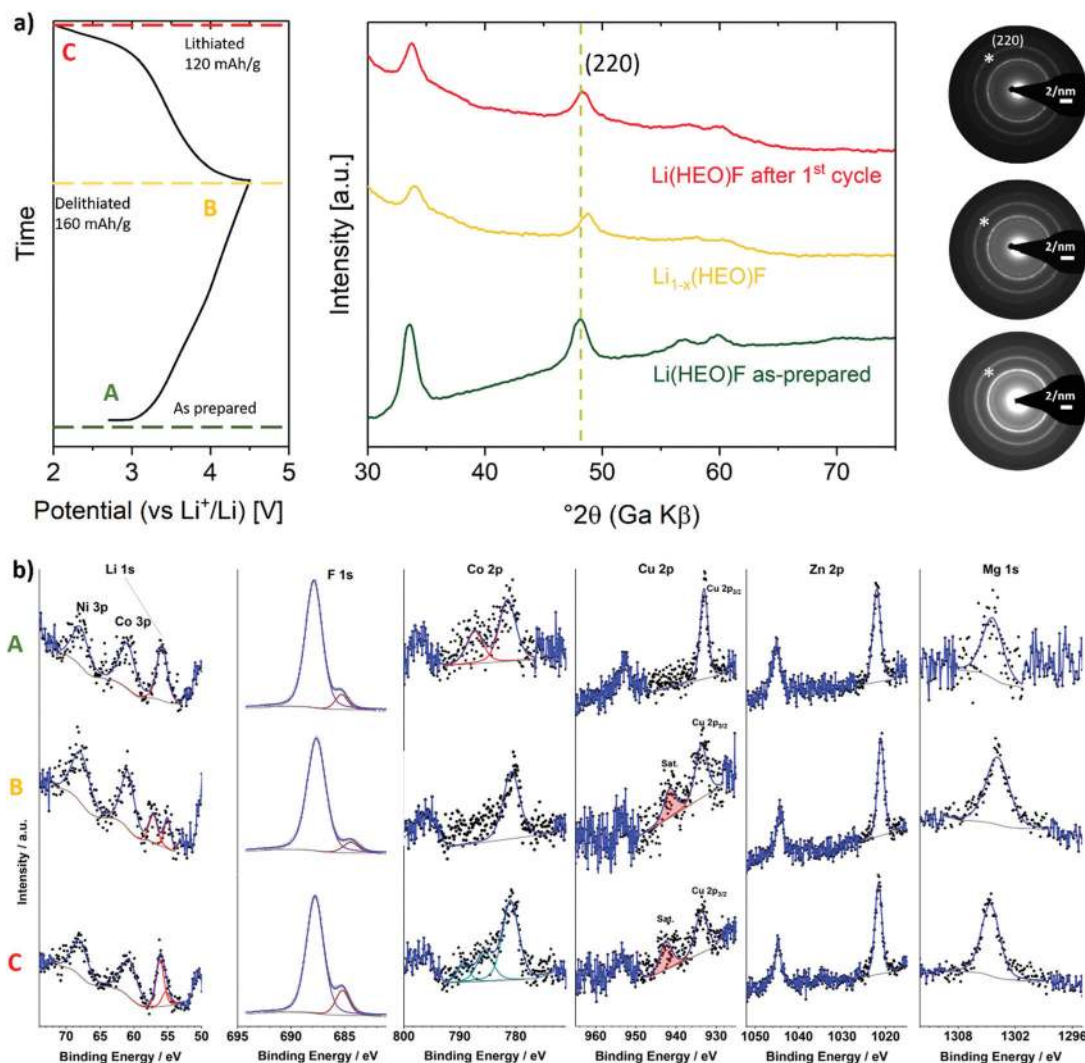 a)
C
Lithiated
120 mAh/g
Delithiated
160 mAh/g
B
A
As prepared
Time
2 3 4 5
Potential (vs Li⁺/Li) [V]
Intensity [a.u.]
(220)
Li(HEO)F after 1st cycle
Li₁₋ₓ(HEO)F
Li(HEO)F as-prepared
30 40 50 60 70
°2θ (Ga Kβ)
(220)
*
2/nm
*
2/nm
*
2/nm
b)
Li 1s
Ni 3p
Co 3p
F 1s
Co 2p
Cu 2p
Cu 2p3/2
Zn 2p
Mg 1s
A
B
Sat.
Cu 2p3/2
C
Sat.
Cu 2p3/2
Intensity / a.u.
70 65 60 55 50
695 690 685
800 790 780
960 950 940 930
1050 1040 1030 1020
1308 1302 1296
Binding Energy / eV
Binding Energy / eV
Binding Energy / eV
Binding Energy / eV
Binding Energy / eV
Binding Energy / eV